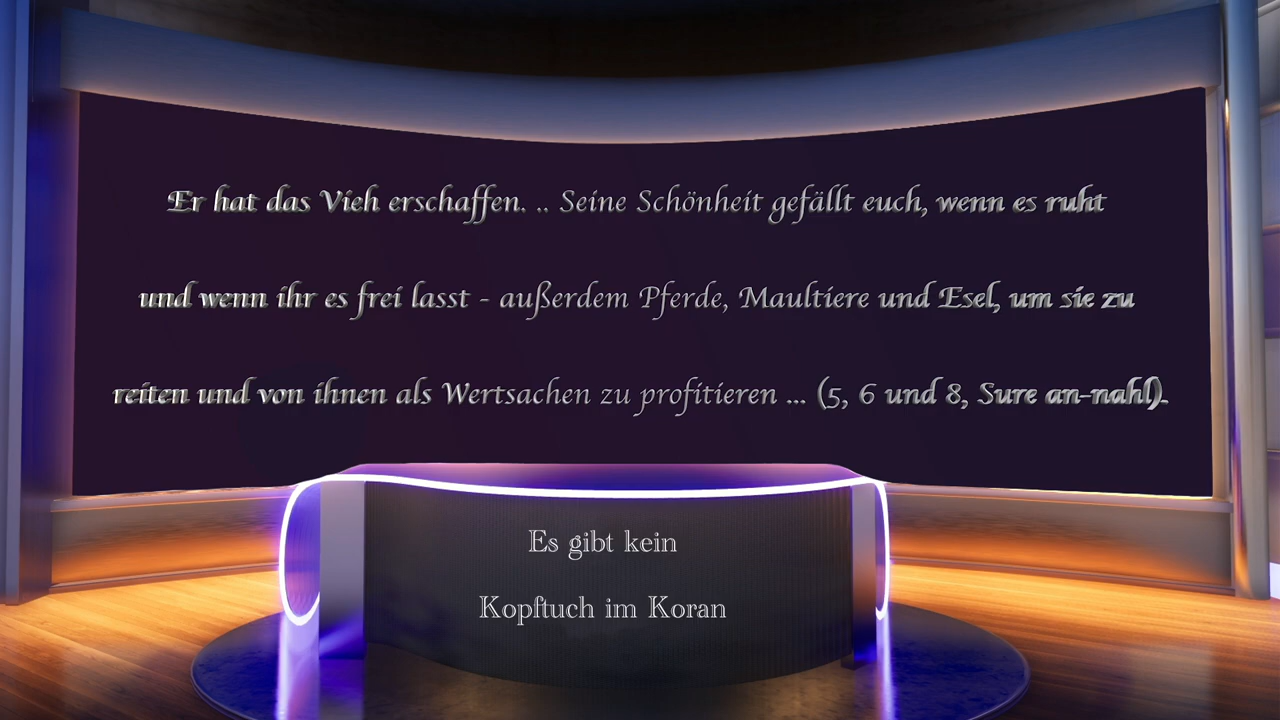 Er hat das Vieh erschaffen. .. Seine Schönheit gefällt euch, wenn es ruht
und wenn ihr es frei lasst - außerdem Pferde, Maultiere und Esel, um sie zu
reiten und von ihnen als Wertsachen zu profitieren ... (5, 6 und 8, Sure an-nahl).
Es gibt kein
Kopftuch im Koran